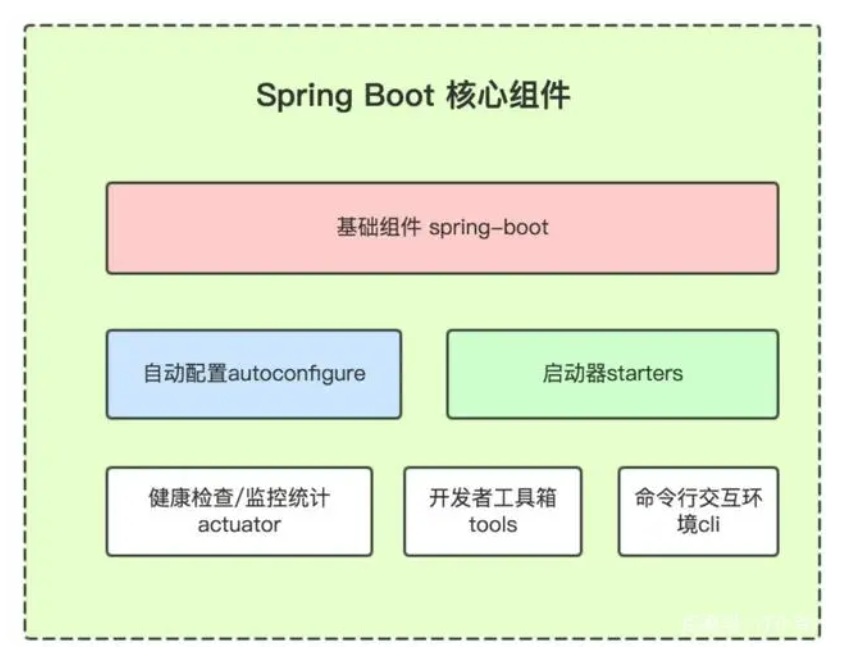 Spring Boot 核心组件
基础组件 spring-boot
自动配置autoconfigure
启动器starters
健康检查/监控统计
actuator
开发者工具箱
tools
命令行交互环
境cli